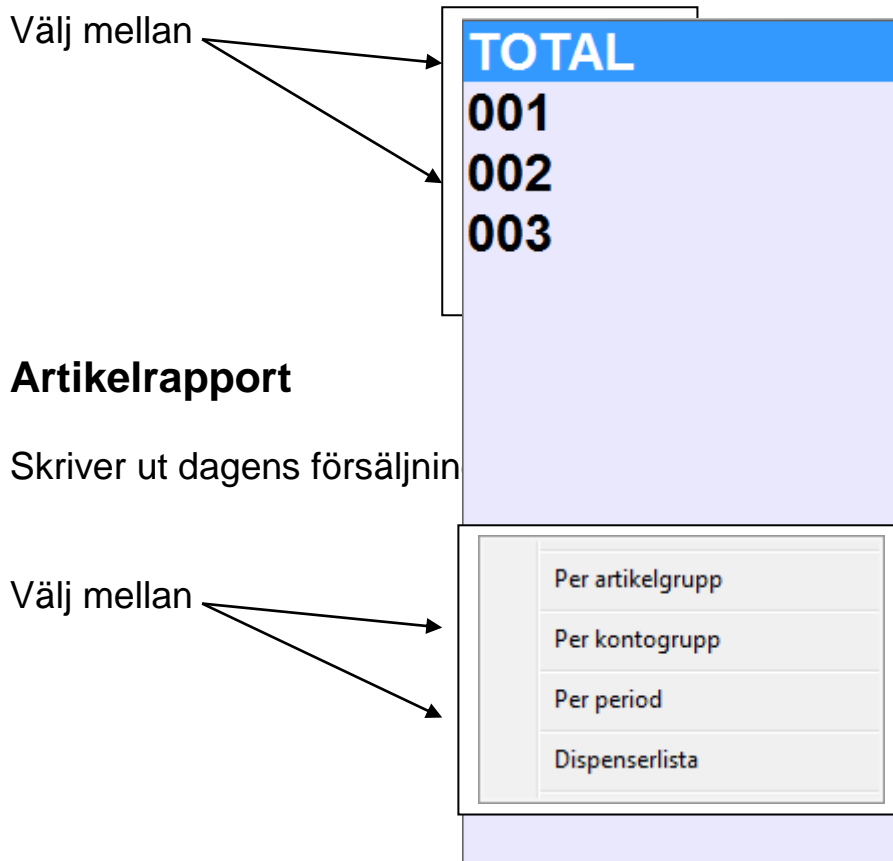 Välj mellan
TOTAL
001
002
003
Artikelrapport
Skriver ut dagens
Välj mellan
Per artikelgrupp
Per kontogrupp
Per period
Dispenserlista